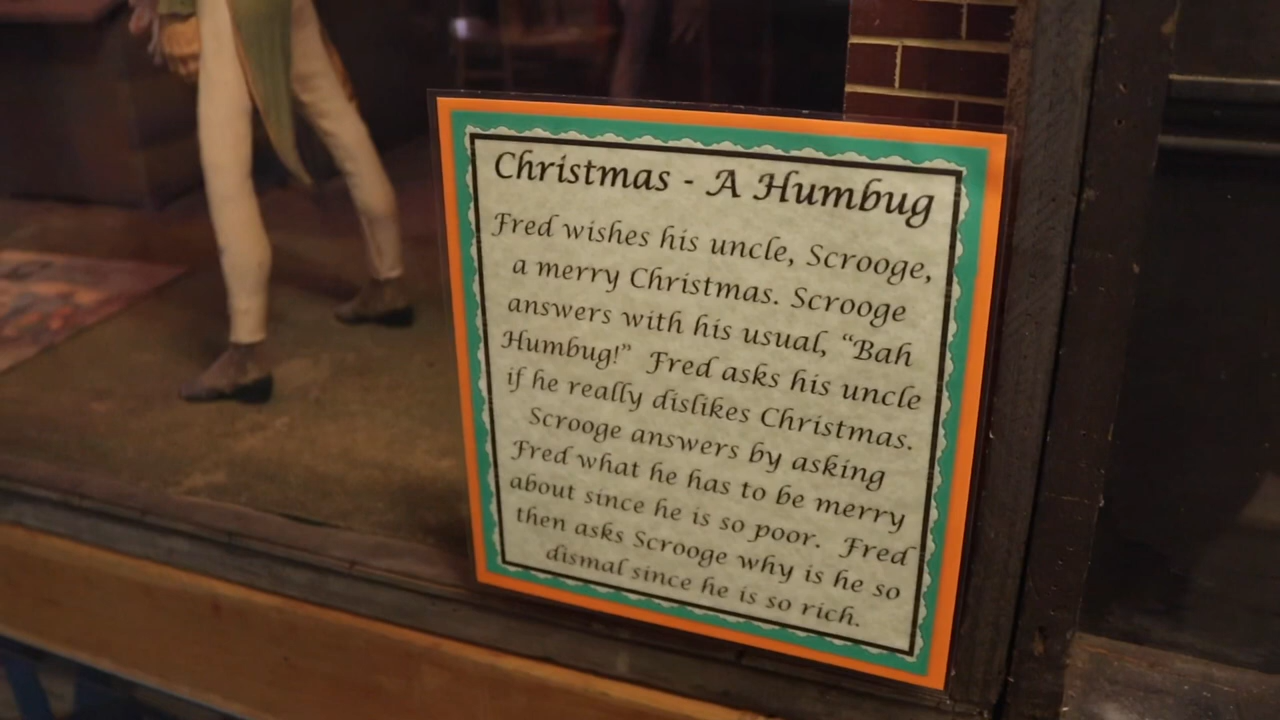 Christmas - A Humbug
Fred wishes his uncle, Scrooge,
a merry Christmas. Scrooge
answers with his usual, “Bah
Humbug!” Fred asks his uncle
if he really dislikes Christmas.
Scrooge answers by asking
Fred what he has to be merry
about since he is so poor. Fred
then asks Scrooge why is he so
dismal since he is so rich.